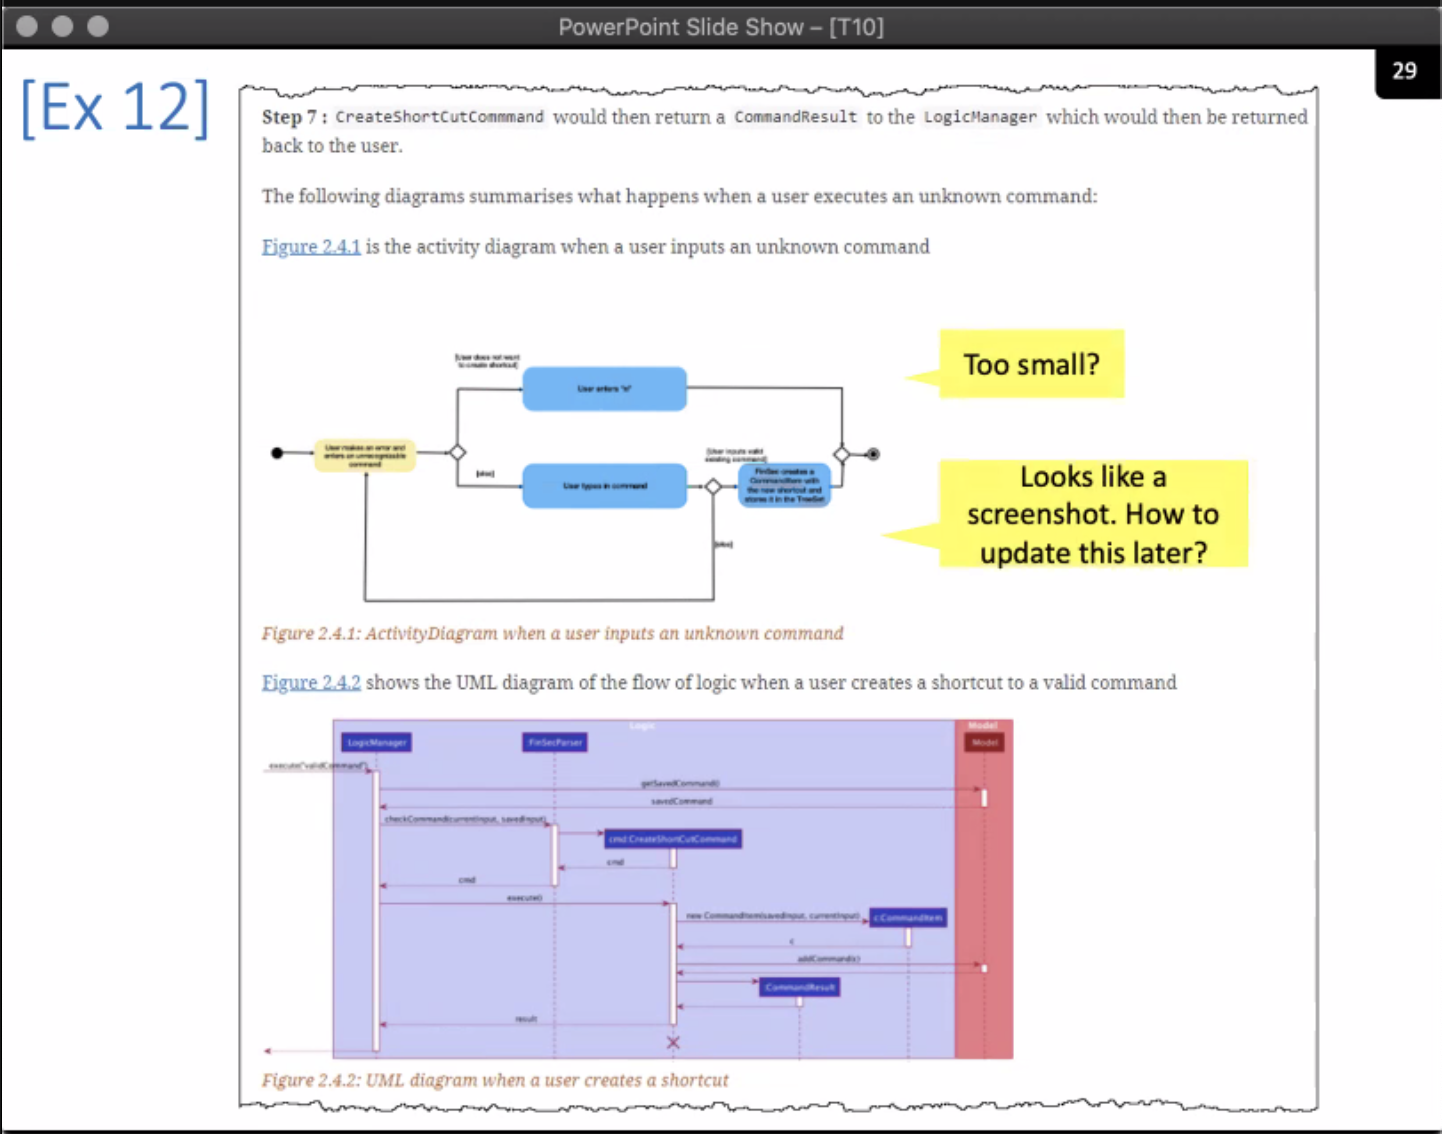 PowerPoint Slide Show – [T10]
29
[Ex 12]
Step 7 : CreateShortCutCommmand would then return a CommandResult to the LogicManager which would then be returned
back to the user.
The following diagrams summarises what happens when a user executes an unknown command:
Figure 2.4.1 is the activity diagram when a user inputs an unknown command
[User does not want
to create shortcut]
User enters "n"
Too small?
User makes an error and
enters an unrecognizable
command
[else]
User types in command
[User inputs valid
existing command]
FinSec creates a
CommandItem with
the new shortcut and
stores it in the TreeSet
[else]
Looks like a
screenshot. How to
update this later?
Figure 2.4.1: ActivityDiagram when a user inputs an unknown command
Figure 2.4.2 shows the UML diagram of the flow of logic when a user creates a shortcut to a valid command
Logic
Model
LogicManager
FinSecParser
Model
execute("validCommand")
getSavedCommand()
savedCommand
checkCommand(currentInput, savedInput)
cmd:CreateShortCutCommand
cmd
cmd
execute()
new CommandItem(savedInput, currentInput)
c:CommandItem
c
addCommand(c)
:CommandResult
result
Figure 2.4.2: UML diagram when a user creates a shortcut